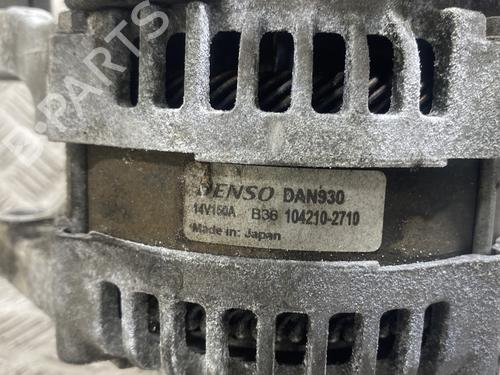 B-PARTS
DENSO DAN930
14V150A B36 104210-2710
Made in: Japan